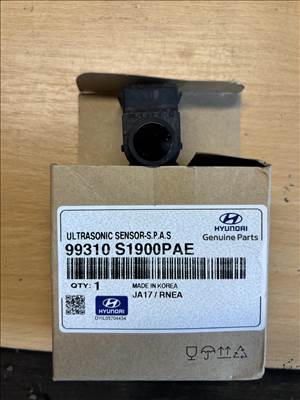 ULTRASONIC SENSOR-S.P.A.S
99310 S1900PAE
QTY: 1
MADE IN KOREA
JA17 / RNEA
HYUNDAI
HYUNDAI
Genuine Parts